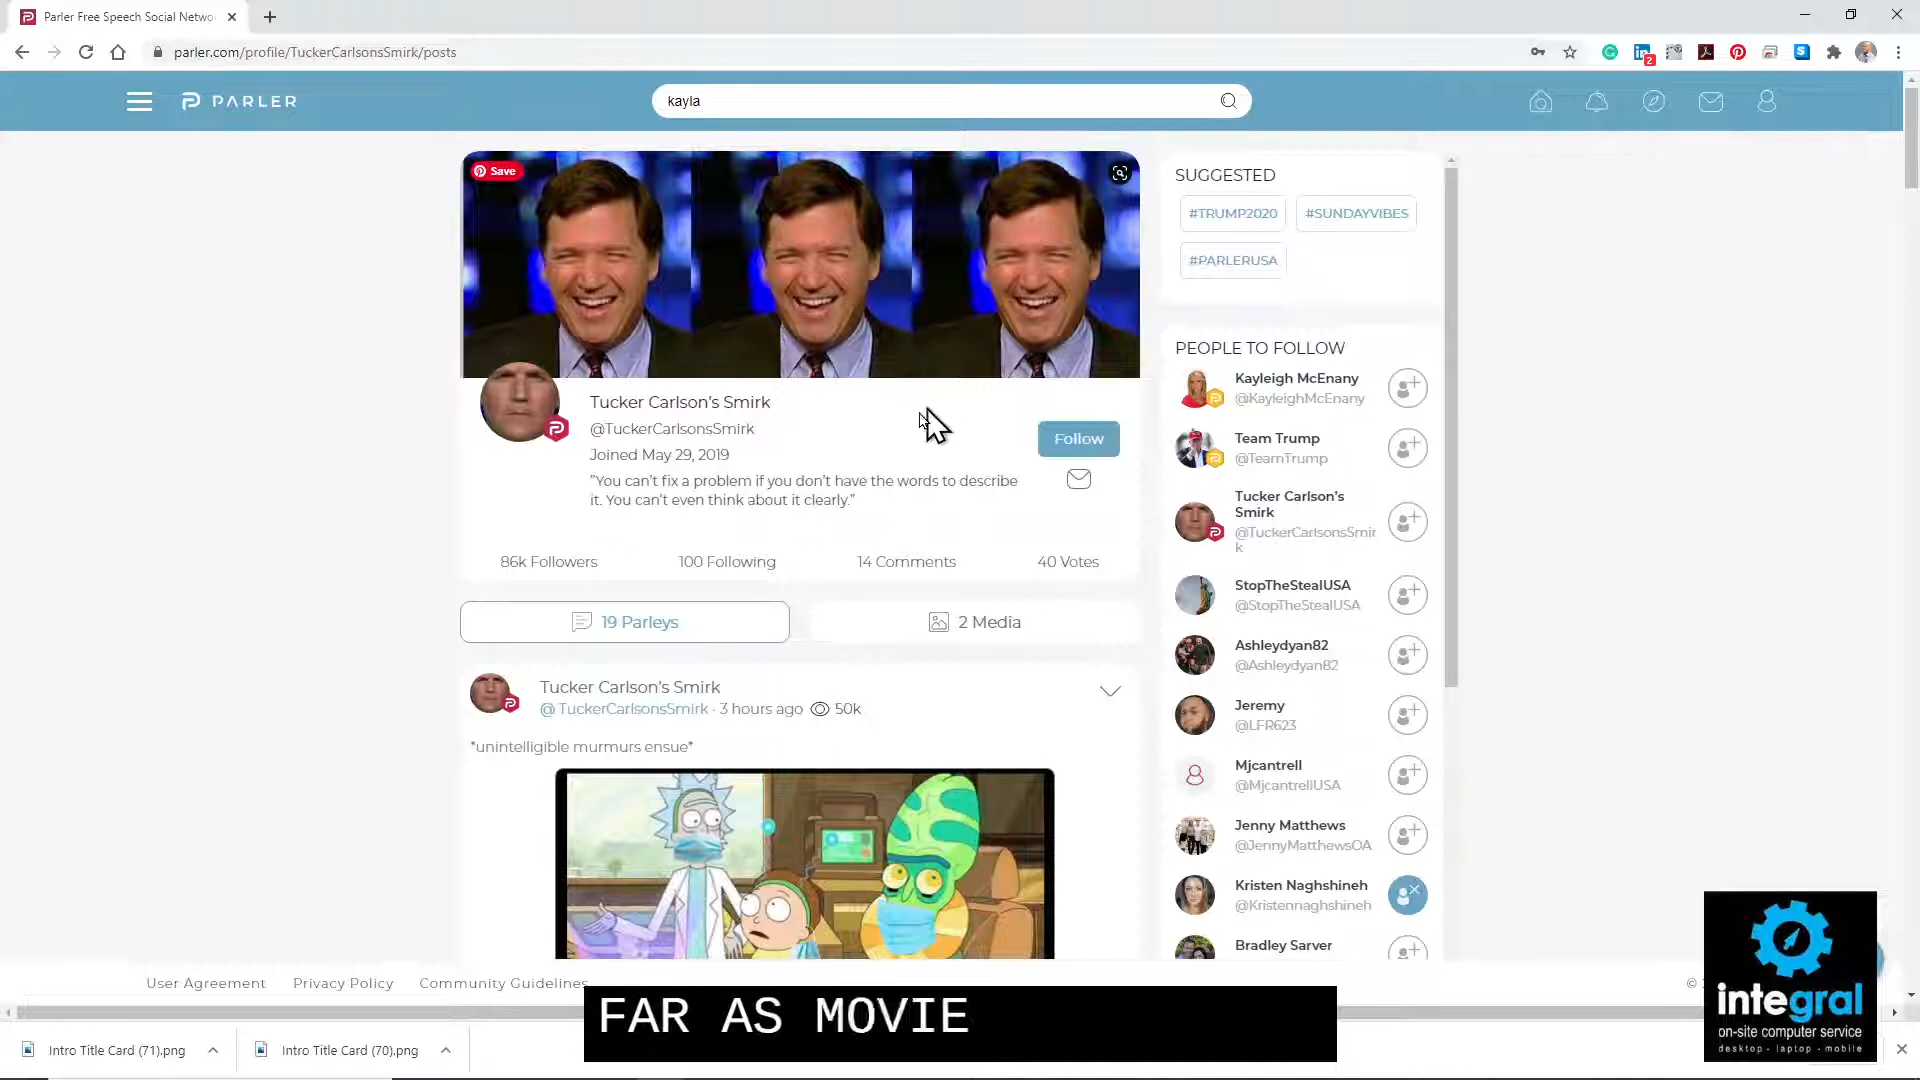 Parler Free Speech Social Netwo
parler.com/profile/TuckerCarlsonsSmirk/posts
2
PARLER
kayla
Save
Tucker Carlson's Smirk
@TuckerCarlsonsSmirk
Joined May 29, 2019
"You can't fix a problem if you don't have the words to describe
it. You can't even think about it clearly."
Follow
86k Followers
100 Following
14 Comments
40 Votes
19 Parleys
2 Media
Tucker Carlson's Smirk
@ TuckerCarlsonsSmirk · 3 hours ago 50k
*unintelligible murmurs ensue*
SUGGESTED
#TRUMP2020
#SUNDAYVIBES
#PARLERUSA
PEOPLE TO FOLLOW
Kayleigh McEnany
@KayleighMcEnany
Team Trump
@TeamTrump
Tucker Carlson's
Smirk
@TuckerCarlsonsSmir
k
StopTheStealUSA
@StopTheStealUSA
Ashleydyan82
@Ashleydyan82
Jeremy
@LFR623
Mjcantrell
@MjcantrellUSA
Jenny Matthews
@JennyMatthewsOA
Kristen Naghshineh
@Kristennaghshineh
Bradley Sarver
User Agreement
Privacy Policy
Community Guidelines
©
FAR AS MOVIE
integral
on-site computer service
desktop - laptop - mobile
Intro Title Card (71).png
Intro Title Card (70).png